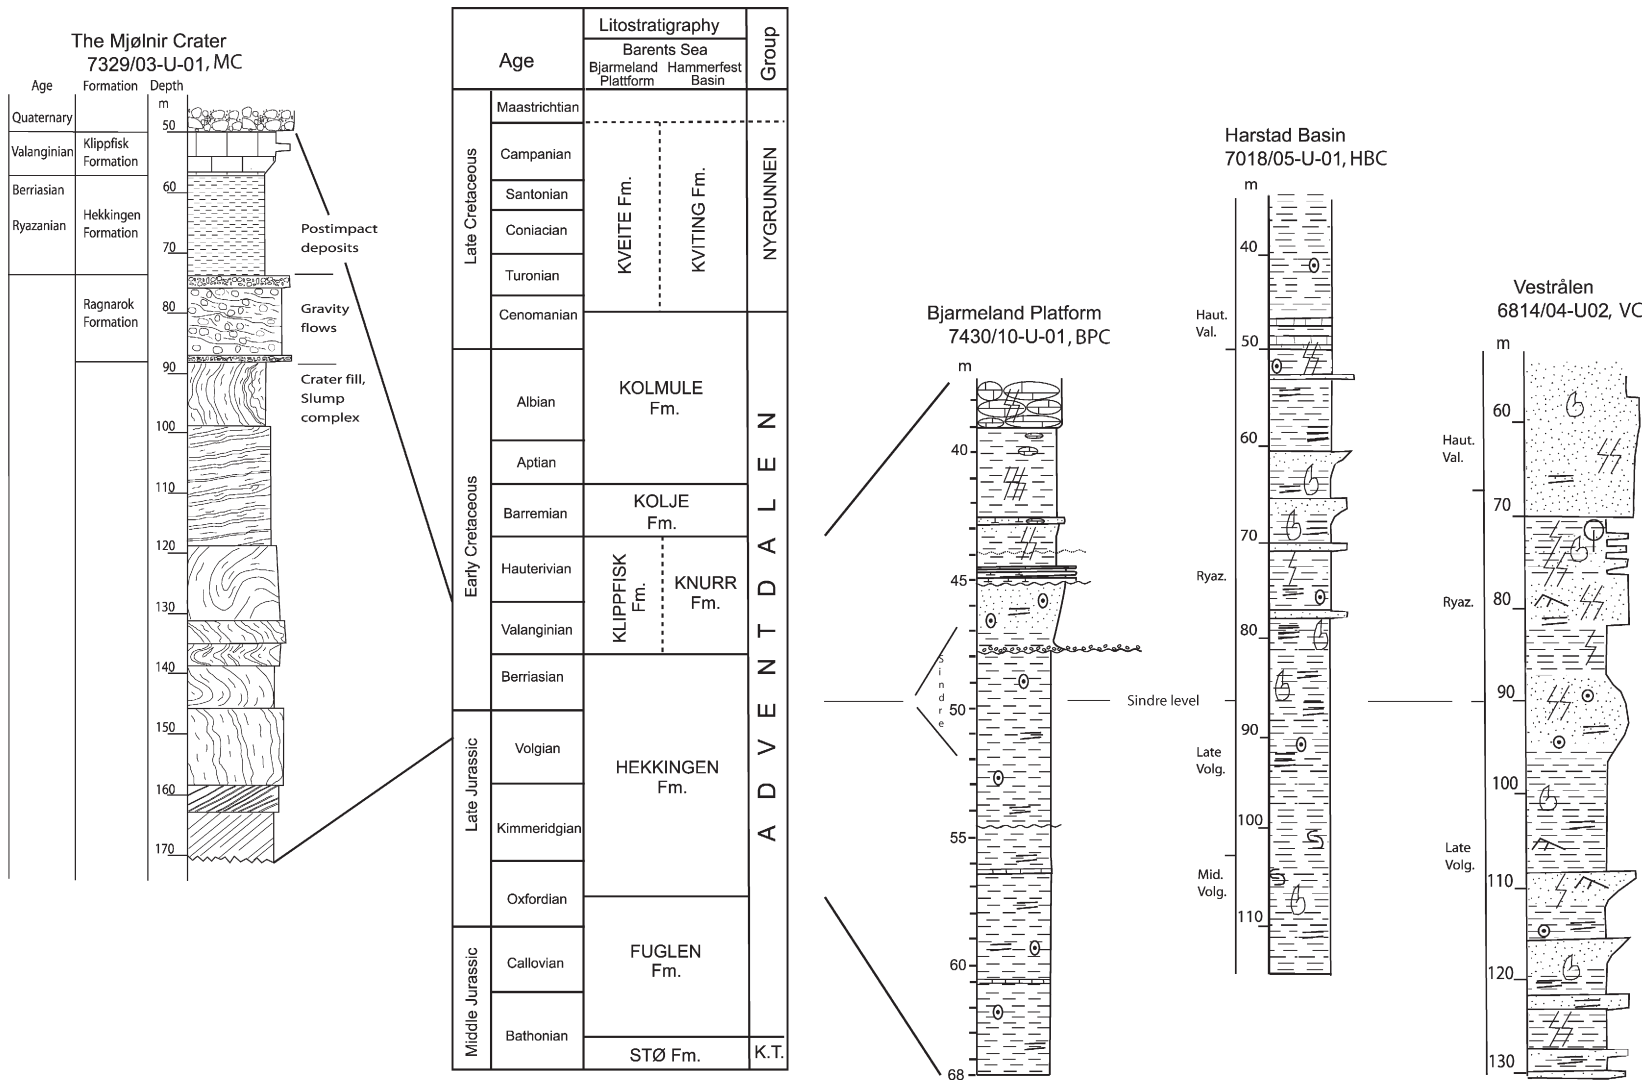 The Mjølnir Crater
7329/03-U-01, MC
Age
Formation
Depth
m
Quaternary
50
Valanginian
Klippfisk
Formation
Berriasian
60
Ryazanian
Hekkingen
Formation
70
Ragnarok
Formation
80
90
100
110
120
130
140
150
160
170
Postimpact
deposits
Gravity
flows
Crater fill,
Slump
complex
Age
Litostratigraphy
Barents Sea
Bjarmeland
Plattform
Hammerfest
Basin
Group
Late Cretaceous
Maastrichtian
Campanian
Santonian
Coniacian
Turonian
Cenomanian
KVEITE Fm.
KVITING Fm.
NYGRUNNEN
Early Cretaceous
Albian
Aptian
Barremian
Hauterivian
Valanginian
Berriasian
KOLMULE
Fm.
KOLJE
Fm.
KLIPPFISK
Fm.
KNURR
Fm.
ADVENTDALEN
Late Jurassic
Volgian
Kimmeridgian
Oxfordian
HEKKINGEN
Fm.
Middle Jurassic
Callovian
Bathonian
FUGLEN
Fm.
STØ Fm.
K.T.
Bjarmeland Platform
7430/10-U-01, BPC
m
40
45
Sindre
50
55
60
68
Sindre level
Harstad Basin
7018/05-U-01, HBC
m
40
Haut.
Val.
50
60
70
Ryaz.
80
90
Late
Volg.
100
Mid.
Volg.
110
Vestrålen
6814/04-U02, VC
m
60
Haut.
Val.
70
Ryaz.
80
90
100
Late
Volg.
110
120
130